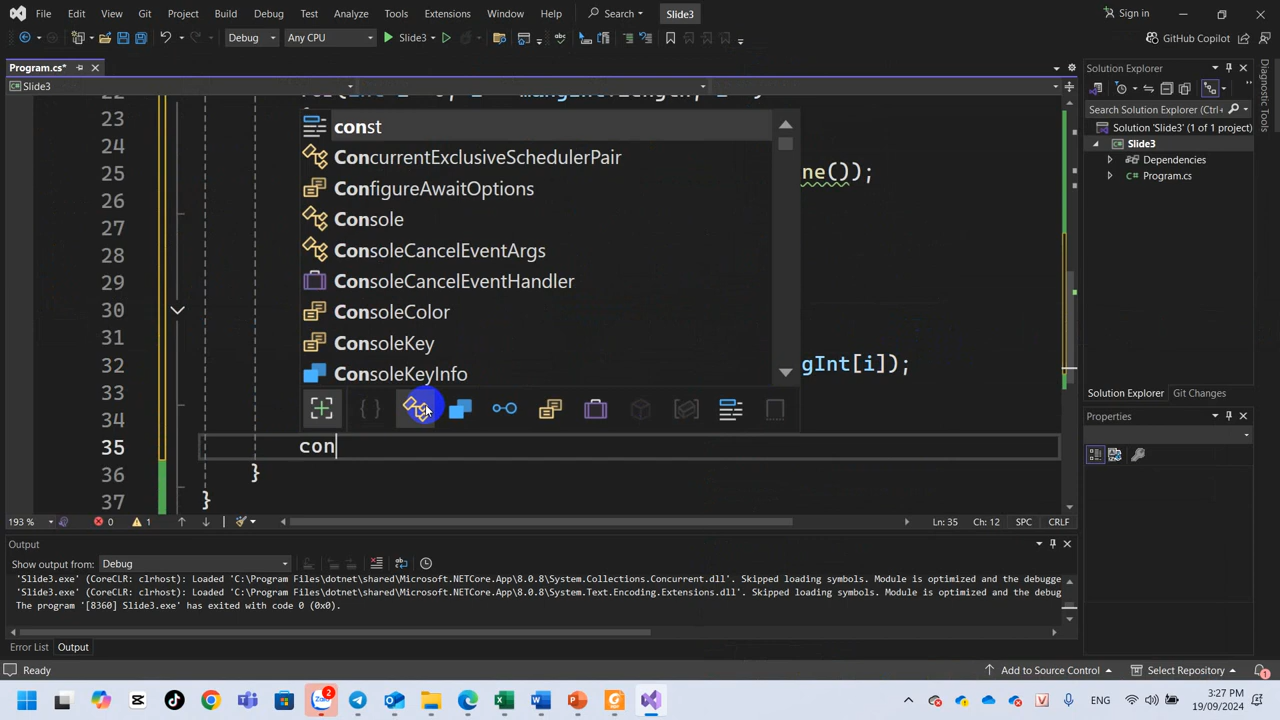 File Edit View Git Project Build Debug Test Analyze Tools Extensions Window Help Search Slide3 Sign in
Debug Any CPU Slide3 GitHub Copilot
Program.cs*
Slide3
23
24
25 ne());
26
27
28
29
30
31
32 gInt[i]);
33
34
35 con
36 }
37 }
const
ConcurrentExclusiveSchedulerPair
ConfigureAwaitOptions
Console
ConsoleCancelEventArgs
ConsoleCancelEventHandler
ConsoleColor
ConsoleKey
ConsoleKeyInfo
193 % 0 1 Ln: 35 Ch: 12 SPC CRLF
Solution Explorer
Search Solution Explorer (Ctrl+
Solution 'Slide3' (1 of 1 project)
Slide3
Dependencies
Program.cs
Solution Explorer Git Changes
Properties
Diagnostic Tools
Output
Show output from: Debug
'Slide3.exe' (CoreCLR: clrhost): Loaded 'C:\Program Files\dotnet\shared\Microsoft.NETCore.App\8.0.8\System.Collections.Concurrent.dll'. Skipped loading symbols. Module is optimized and the debugge
'Slide3.exe' (CoreCLR: clrhost): Loaded 'C:\Program Files\dotnet\shared\Microsoft.NETCore.App\8.0.8\System.Text.Encoding.Extensions.dll'. Skipped loading symbols. Module is optimized and the debug
The program '[8360] Slide3.exe' has exited with code 0 (0x0).
Error List Output
Ready Add to Source Control Select Repository 1
Zalo 2 ENG 3:27 PM
19/09/2024